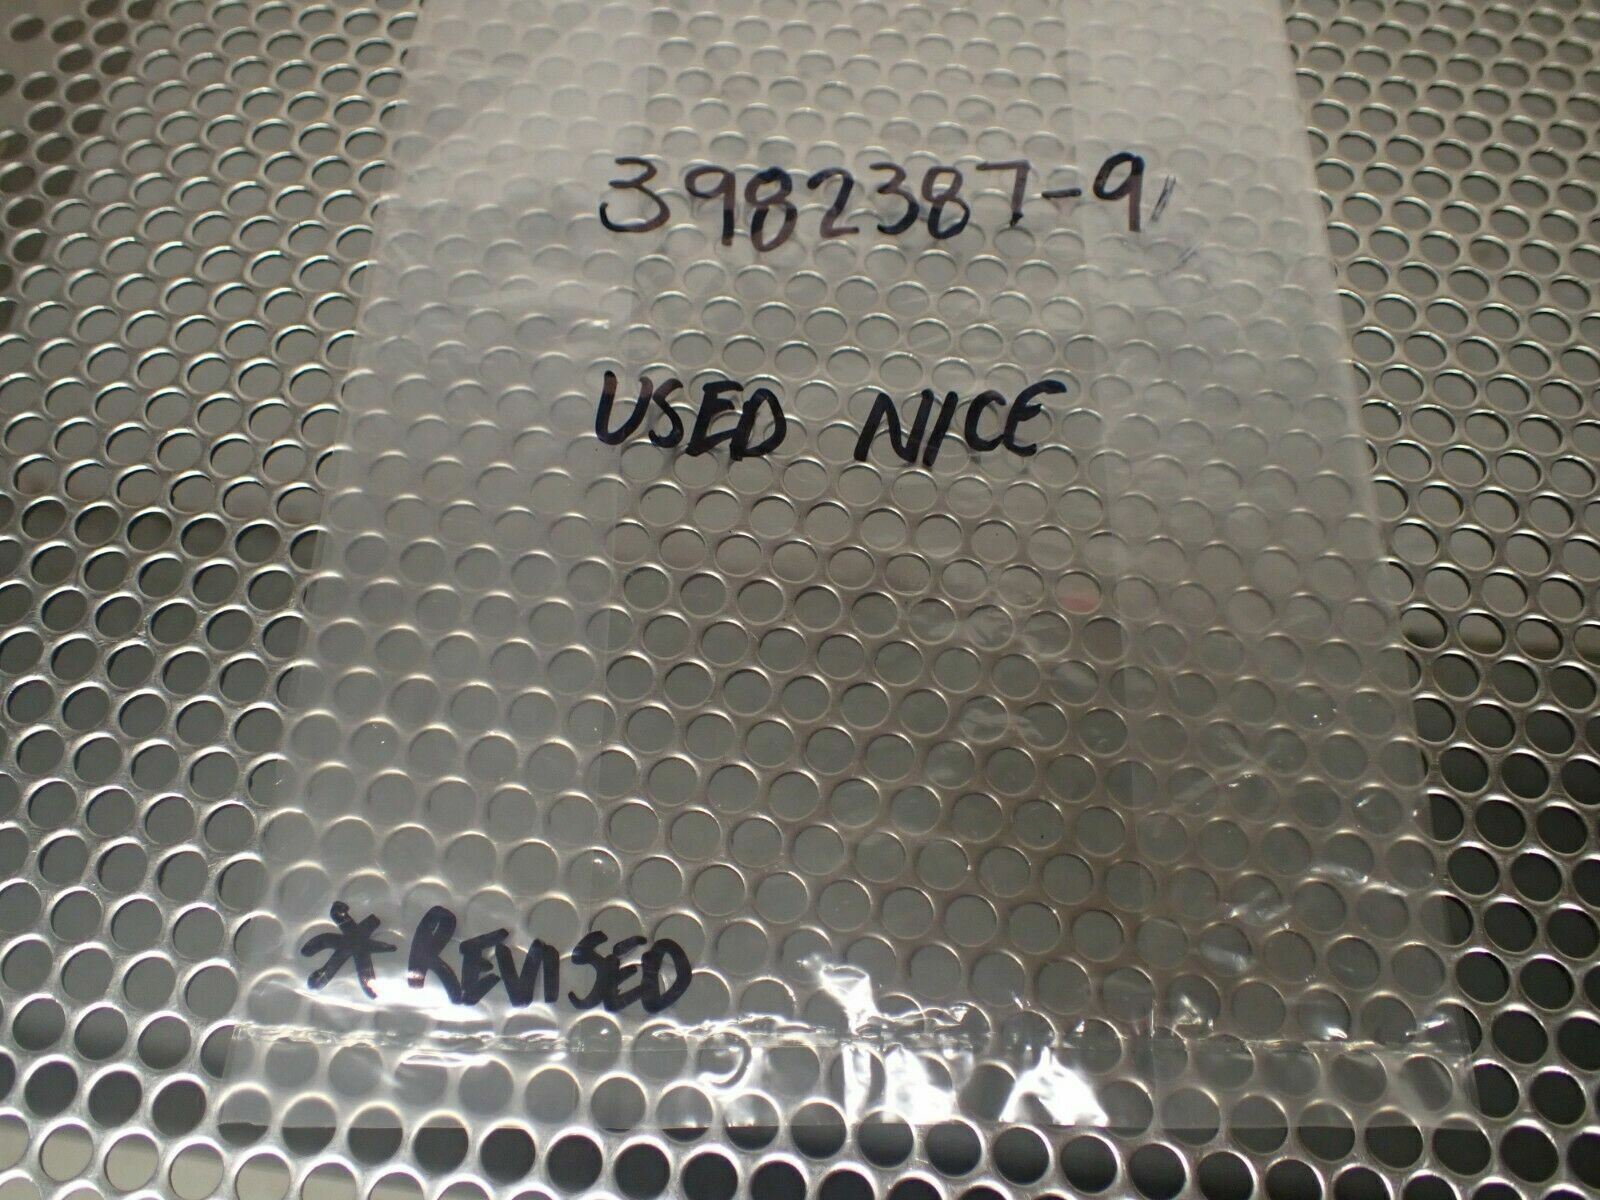 3982387-9
USED NICE
*REVISED